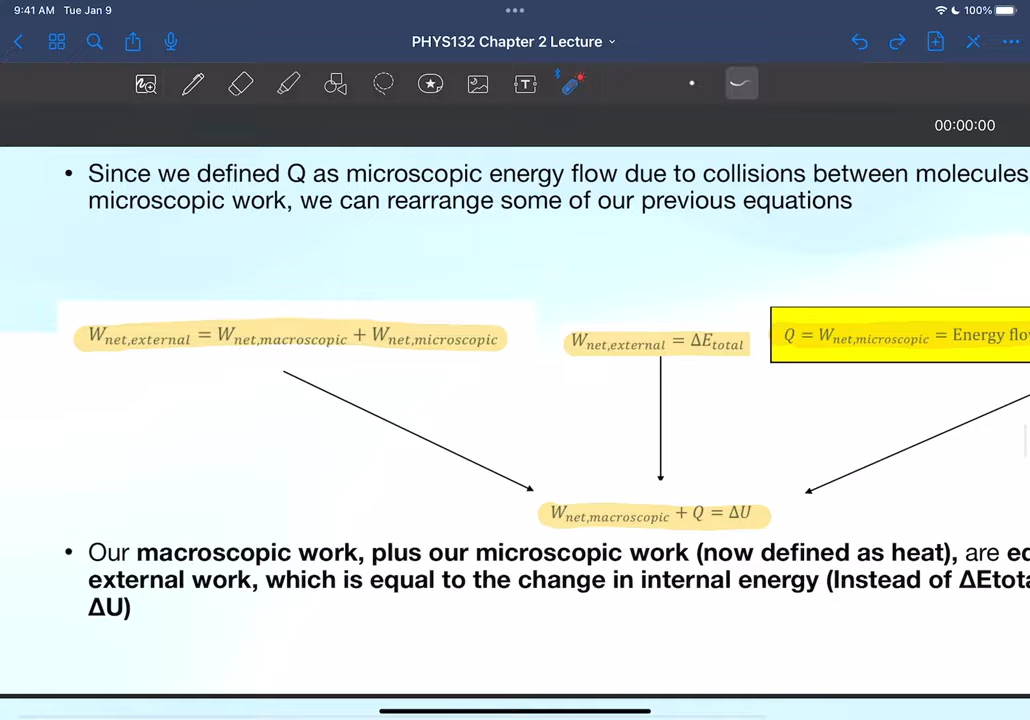 9:41 AM Tue Jan 9
100%
PHYS132 Chapter 2 Lecture
00:00:00
• Since we defined Q as microscopic energy flow due to collisions between molecules
microscopic work, we can rearrange some of our previous equations
W_net,external = W_net,macroscopic + W_net,microscopic
W_net,external = ΔE_total
Q = W_net,microscopic = Energy flo
W_net,macroscopic + Q = ΔU
• Our macroscopic work, plus our microscopic work (now defined as heat), are
external work, which is equal to the change in internal energy (Instead of ΔEtota
ΔU)